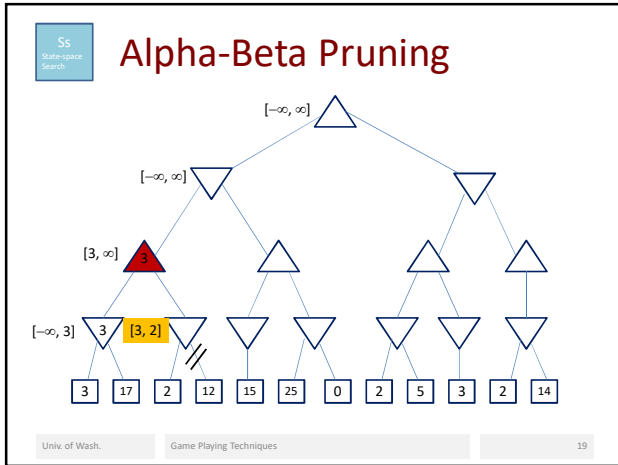 Ss
State-space
Search
Alpha-Beta Pruning
[−∞, ∞]
[−∞, ∞]
[3, ∞] 3
[−∞, 3] 3 [3, 2]
3 17 2 12 15 25 0 2 5 3 2 14
Univ. of Wash. Game Playing Techniques 19